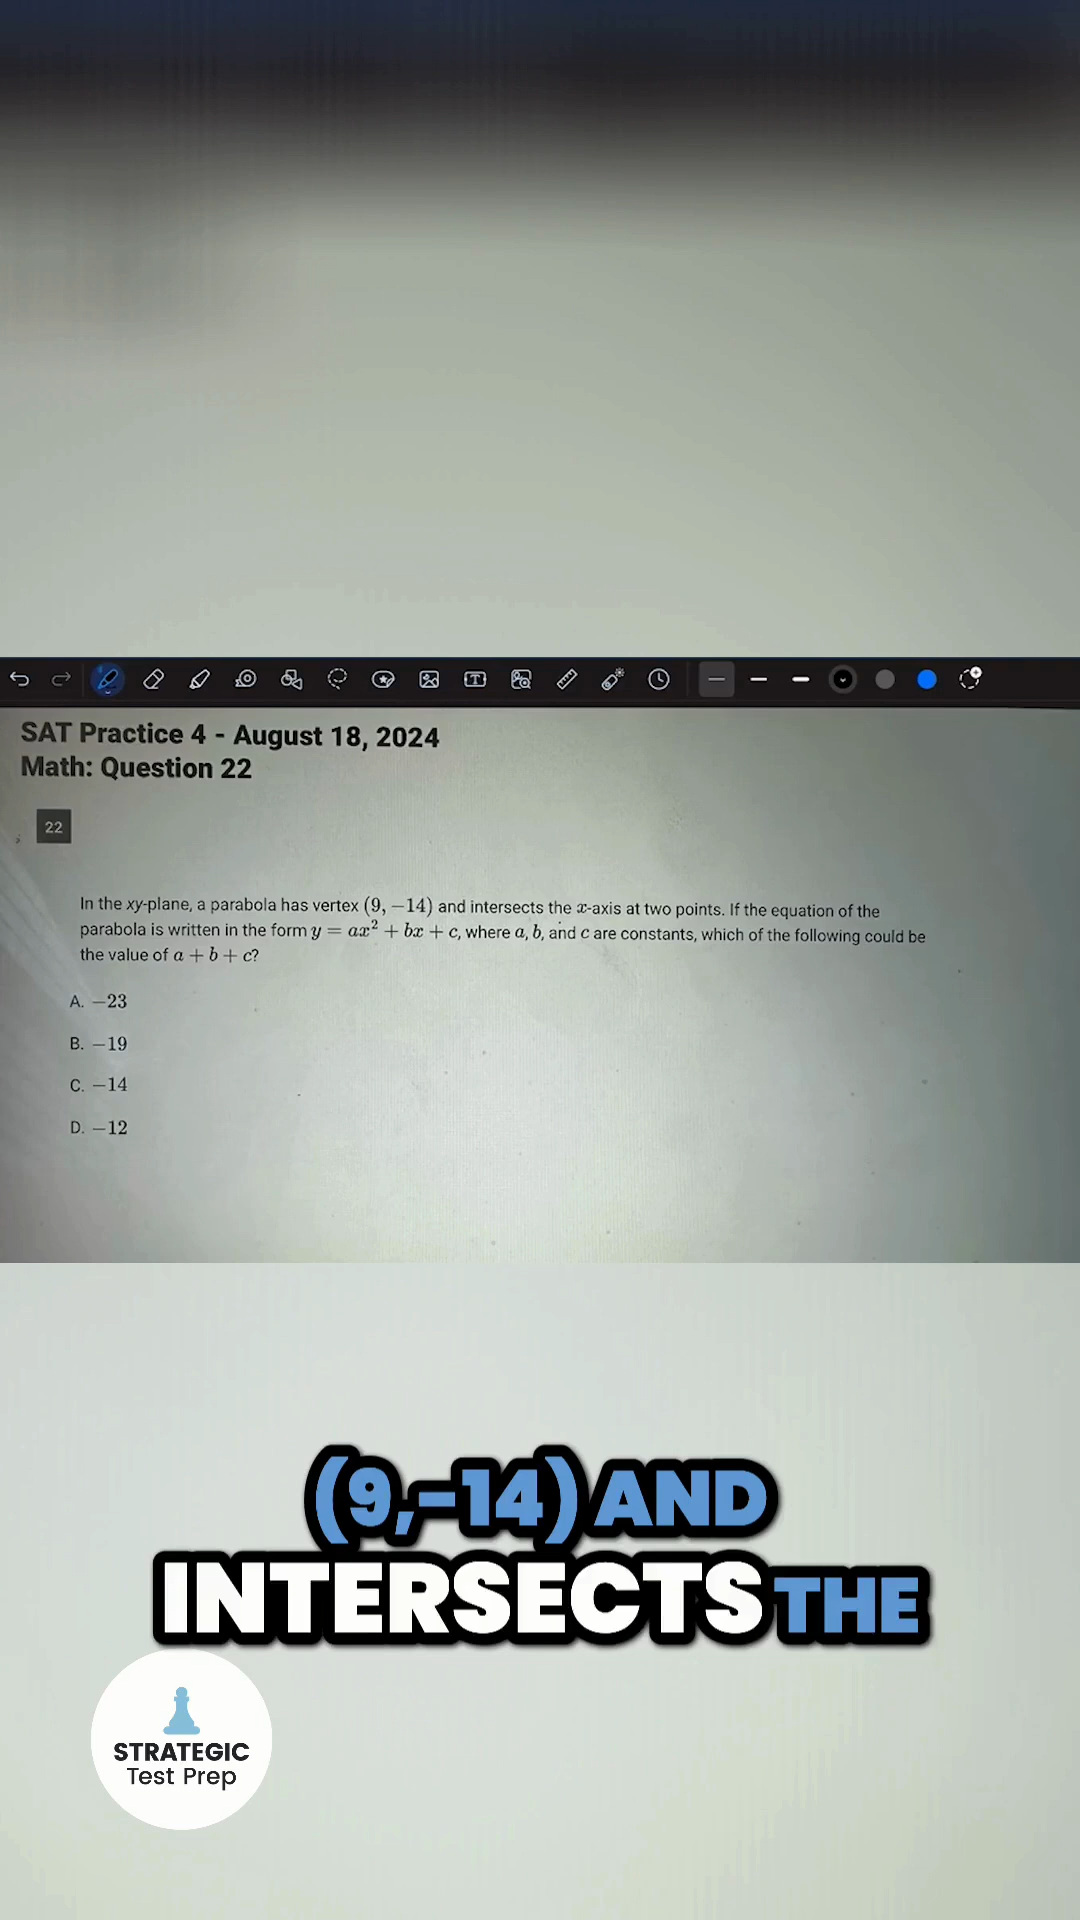 SAT Practice 4 - August 18, 2024
Math: Question 22
22
In the xy-plane, a parabola has vertex (9, −14) and intersects the x-axis at two points. If the equation of the
parabola is written in the form y = ax² + bx + c, where a, b, and c are constants, which of the following could be
the value of a + b + c?
A. −23
B. −19
C. −14
D. −12
(9,-14) AND
INTERSECTS THE
STRATEGIC
Test Prep